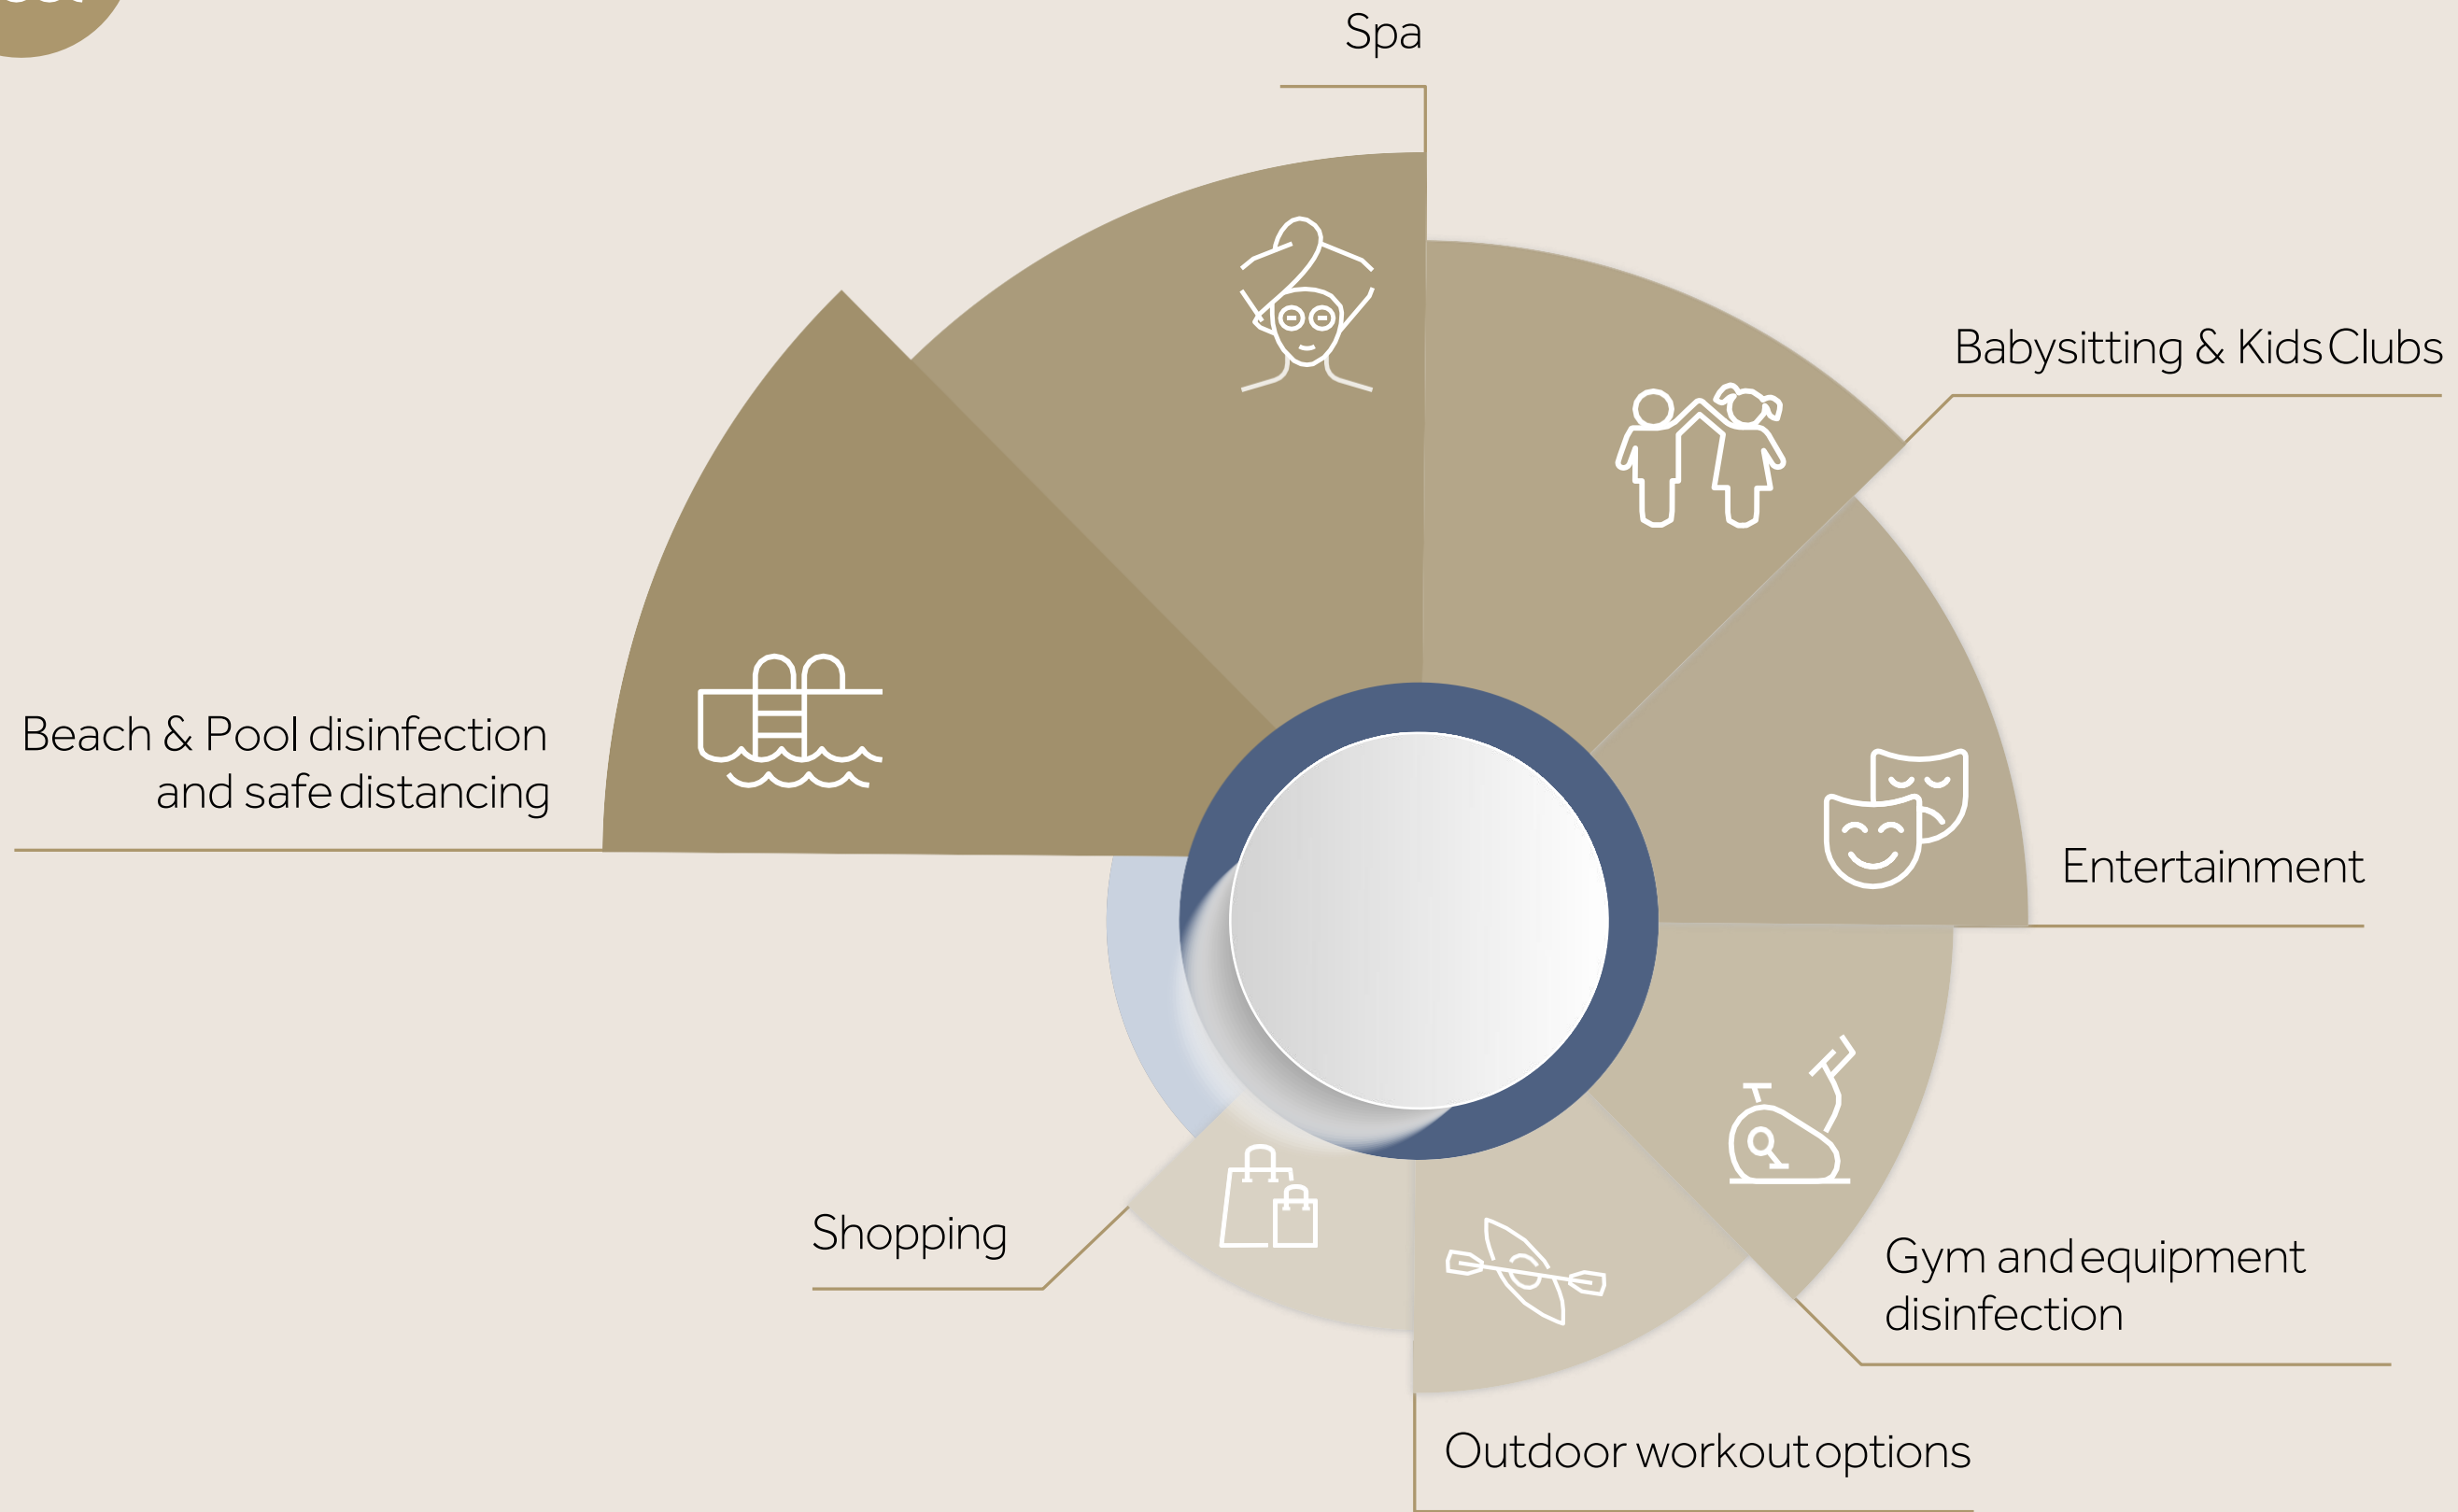 Spa
Babysitting & Kids Clubs
Beach & Pool disinfection
and safe distancing
Entertainment
Shopping
Gym and equipment
disinfection
Outdoor workout options